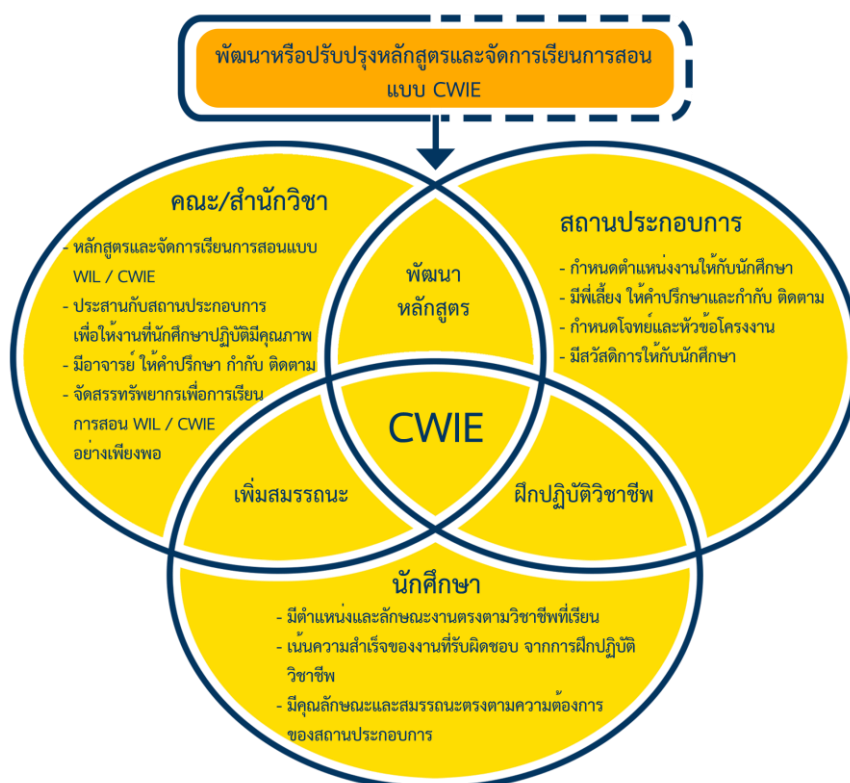 พัฒนาหรือปรับปรุงหลักสูตรและจัดการเรียนการสอน
แบบ CWIE
คณะ/สำนักวิชา
- หลักสูตรและจัดการเรียนการสอนแบบ
WIL / CWIE
- ประสานกับสถานประกอบการ
เพื่อให้งานที่นักศึกษาปฏิบัติมีคุณภาพ
- มีอาจารย์ ให้คำปรึกษา กำกับ ติดตาม
- จัดสรรทรัพยากรเพื่อการเรียน
การสอน WIL / CWIE
อย่างเพียงพอ
พัฒนา
หลักสูตร
สถานประกอบการ
- กำหนดตำแหน่งงานให้กับนักศึกษา
- มีพี่เลี้ยง ให้คำปรึกษาและกำกับ ติดตาม
- กำหนดโจทย์และหัวข้อโครงงาน
- มีสวัสดิการให้กับนักศึกษา
CWIE
เพิ่มสมรรถนะ
ฝึกปฏิบัติวิชาชีพ
นักศึกษา
- มีตำแหน่งและลักษณะงานตรงตามวิชาชีพที่เรียน
- เน้นความสำเร็จของงานที่รับผิดชอบ จากการฝึกปฏิบัติ
วิชาชีพ
- มีคุณลักษณะและสมรรถนะตรงตามความต้องการ
ของสถานประกอบการ